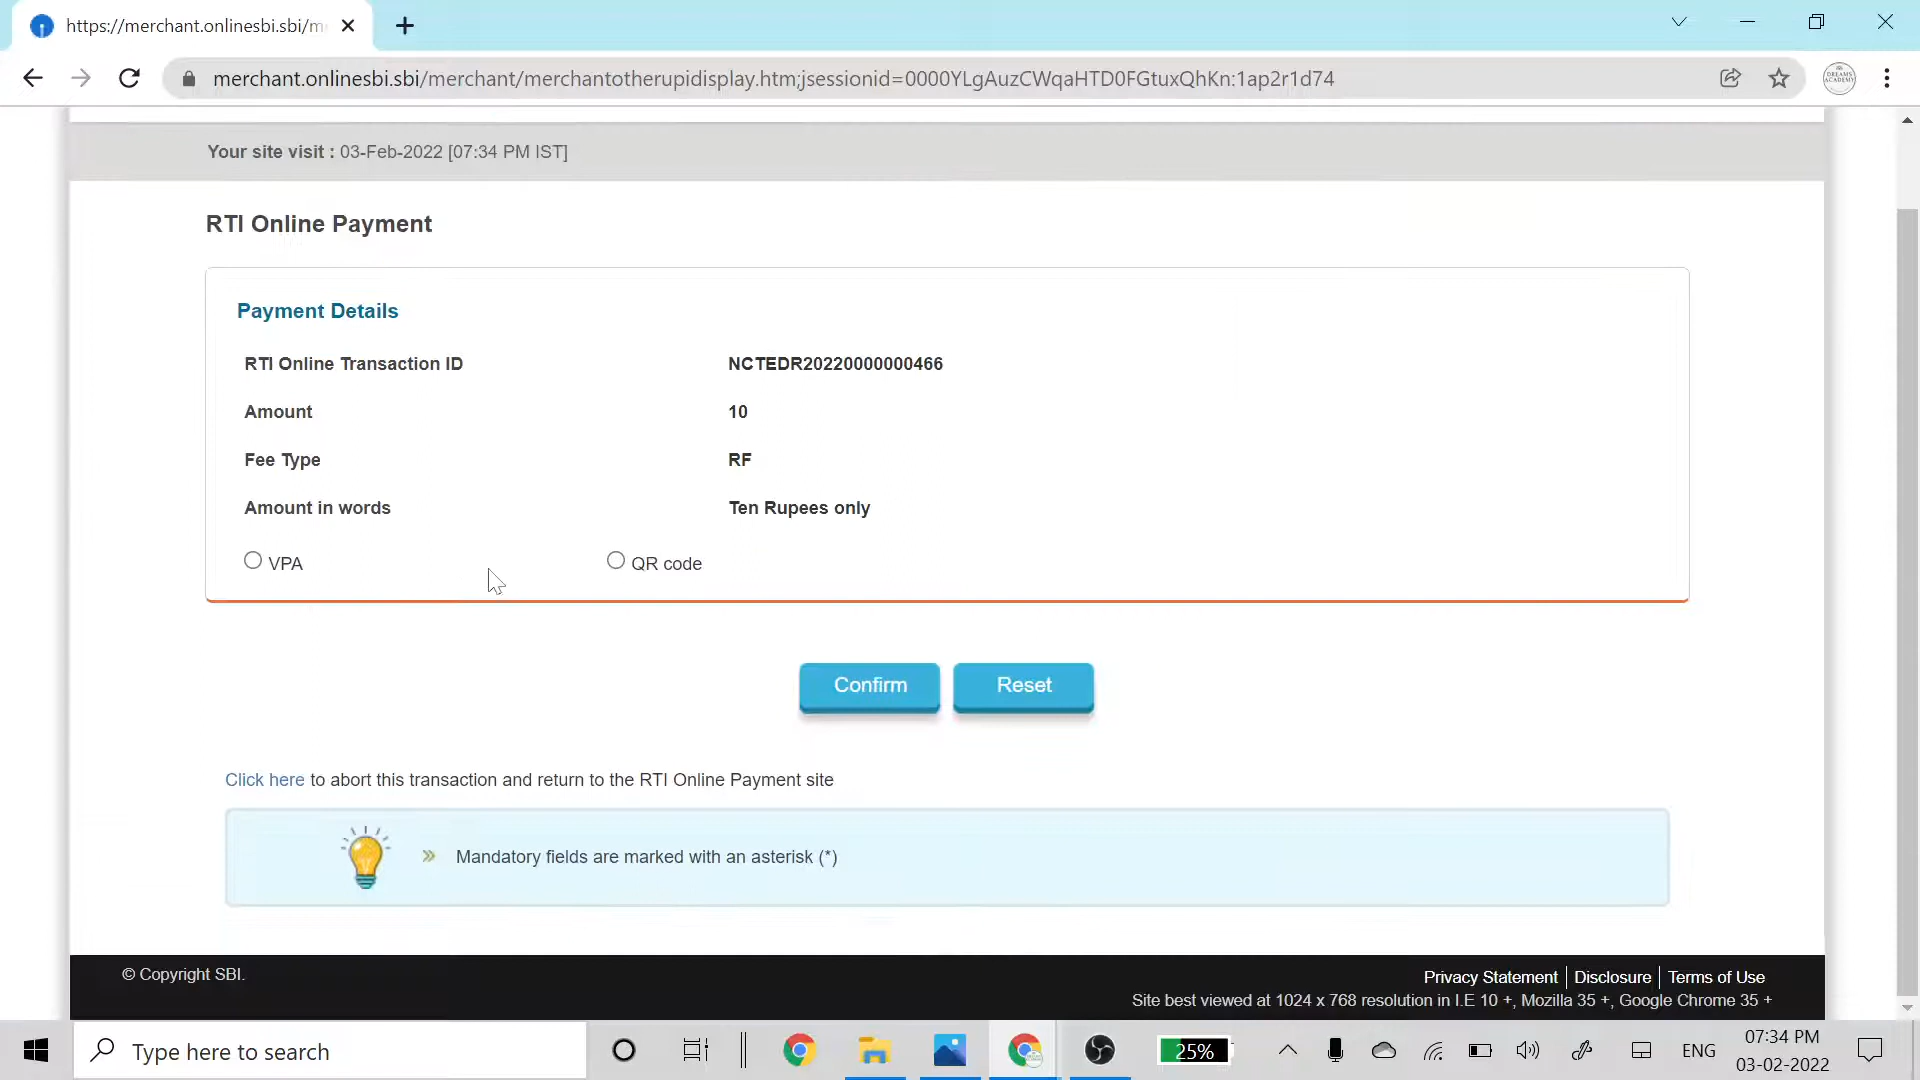 https://merchant.onlinesbi.sbi/m
merchant.onlinesbi.sbi/merchant/merchantotherupidisplay.htm;jsessionid=0000YLgAuzCWqaHTD0FGtuxQhKn:1ap2r1d74
Your site visit : 03-Feb-2022 [07:34 PM IST]
RTI Online Payment
Payment Details
RTI Online Transaction ID NCTEDR20220000000466
Amount 10
Fee Type RF
Amount in words Ten Rupees only
VPA QR code
Confirm Reset
Click here to abort this transaction and return to the RTI Online Payment site
» Mandatory fields are marked with an asterisk (*)
© Copyright SBI.
Privacy Statement Disclosure Terms of Use
Site best viewed at 1024 x 768 resolution in I.E 10 +, Mozilla 35 +, Google Chrome 35 +
Type here to search
25%
ENG
07:34 PM
03-02-2022